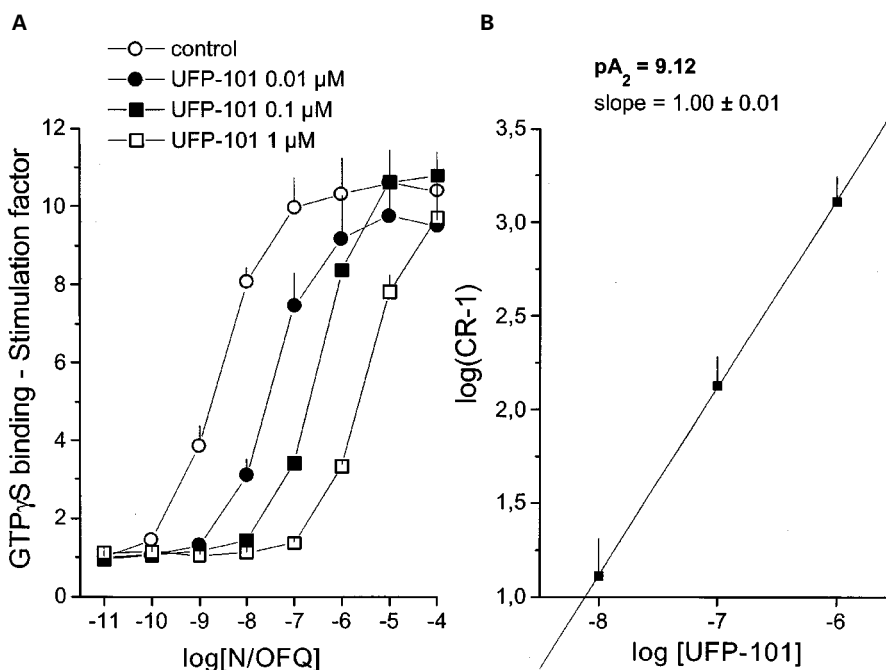 A
control
UFP-101 0.01 µM
UFP-101 0.1 µM
UFP-101 1 µM
12
10
8
6
4
2
0
GTPγS binding - Stimulation factor
-11 -10 -9 -8 -7 -6 -5 -4
log[N/OFQ]
B
pA₂ = 9.12
slope = 1.00 ± 0.01
3,5
3,0
2,5
2,0
1,5
1,0
log(CR-1)
-8 -7 -6
log [UFP-101]